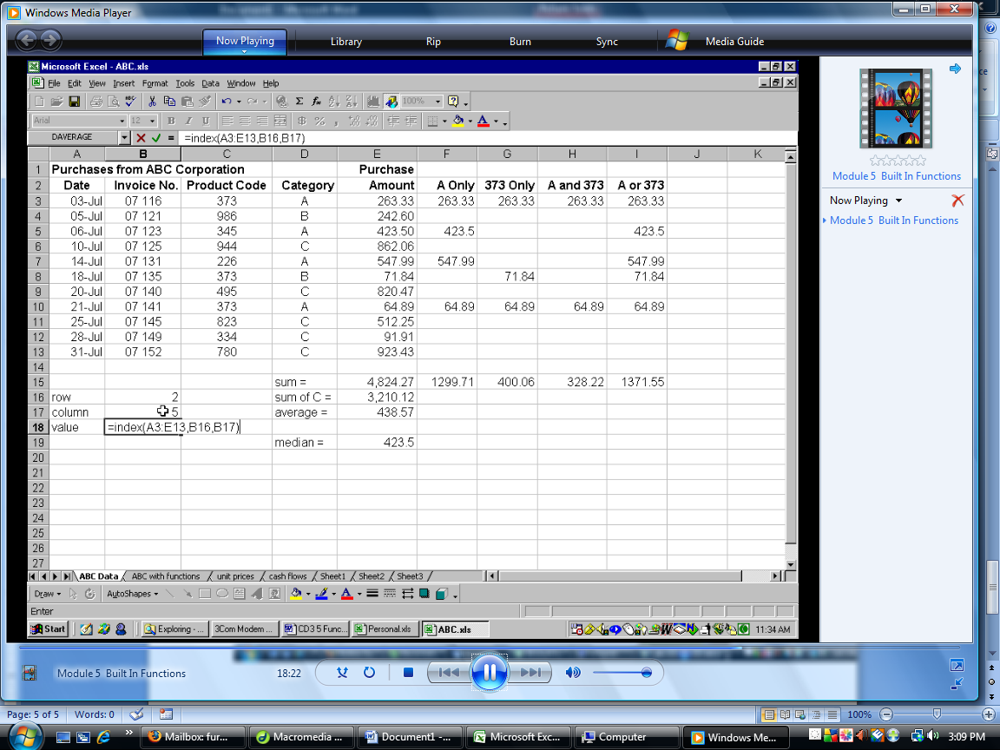 Windows Media Player
Now Playing Library Rip Burn Sync Media Guide
Microsoft Excel - ABC.xls
File Edit View Insert Format Tools Data Window Help
100%
Arial 12 B I U
DAVERAGE =index(A3:E13,B16,B17)
A B C D E F G H I J K
1 Purchases from ABC Corporation Purchase
2 Date Invoice No. Product Code Category Amount A Only 373 Only A and 373 A or 373
3 03-Jul 07 116 373 A 263.33 263.33 263.33 263.33 263.33
4 05-Jul 07 121 986 B 242.60
5 06-Jul 07 123 345 A 423.50 423.5 423.5
6 10-Jul 07 125 944 C 862.06
7 14-Jul 07 131 226 A 547.99 547.99 547.99
8 18-Jul 07 135 373 B 71.84 71.84 71.84
9 20-Jul 07 140 495 C 820.47
10 21-Jul 07 141 373 A 64.89 64.89 64.89 64.89 64.89
11 25-Jul 07 145 823 C 512.25
12 28-Jul 07 149 334 C 91.91
13 31-Jul 07 152 780 C 923.43
14
15 sum = 4,824.27 1299.71 400.06 328.22 1371.55
16 row 2 sum of C = 3,210.12
17 column 5 average = 438.57
18 value =index(A3:E13,B16,B17)
19 median = 423.5
20
21
22
23
24
25
26
27
ABC Data ABC with functions unit prices cash flows Sheet1 Sheet2 Sheet3
Draw AutoShapes
Enter
Start Exploring - ... 3Com Modem ... CD3 5 Func... Personal.xls ABC.xls 11:34 AM
Module 5 Built In Functions
Now Playing
Module 5 Built In Functions
Module 5 Built In Functions 18:22
Page: 5 of 5 Words: 0 100%
Mailbox: fur... Macromedia ... Document1 -... Microsoft Exc... Computer Windows Me... 3:09 PM